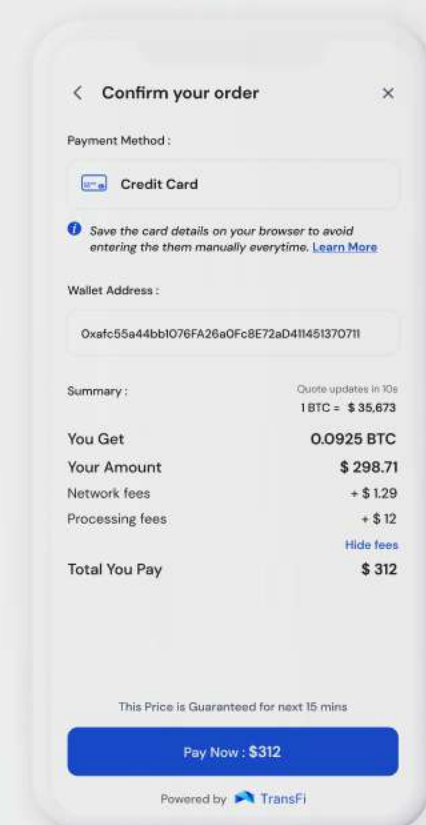 Confirm your order
Payment Method :
Credit Card
Save the card details on your browser to avoid
entering the them manually everytime. Learn More
Wallet Address :
0xafc55a44bb1076FA26a0Fc8E72aD411451370711
Summary :
Quote updates in 10s
1 BTC = $ 35,673
You Get 0.0925 BTC
Your Amount $ 298.71
Network fees + $ 1.29
Processing fees + $ 12
Hide fees
Total You Pay $ 312
This Price is Guaranteed for next 15 mins
Pay Now : $312
Powered by TransFi